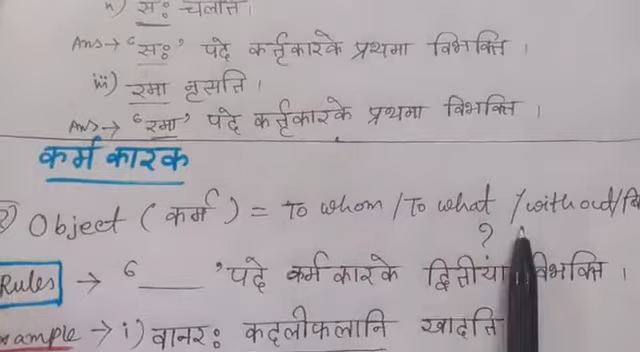 ii) सः चलति ।
Ans→ 'सः' पदे कर्त्तृकारके प्रथमा विभक्ति ।
iii) रमा नृत्यति ।
Ans→ 'रमा' पदे कर्त्तृकारके प्रथमा विभक्ति ।
कर्म कारक
Object (कर्म) = To whom / To what / without /
?
Rules → ' ___ ' पदे कर्मकारके द्वितीयां विभक्ति ।
Example → i) वानरः कदलीफलानि खादति